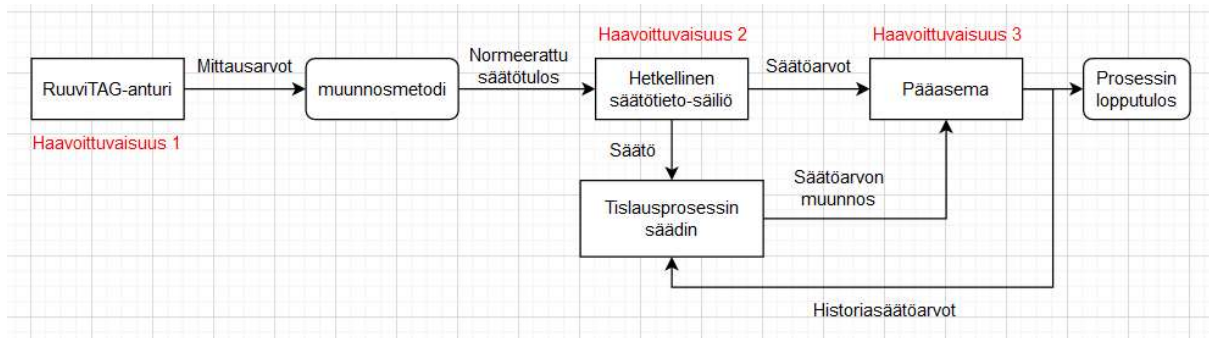 Haavoittuvaisuus 2
Haavoittuvaisuus 3
RuuviTAG-anturi
Mittausarvot
muunnosmetodi
Normeerattu
säätötulos
Hetkellinen
säätötieto-säiliö
Säätöarvot
Pääasema
Prosessin
lopputulos
Haavoittuvaisuus 1
Säätö
Tislausprosessin
säädin
Säätöarvon
muunnos
Historiasäätöarvot